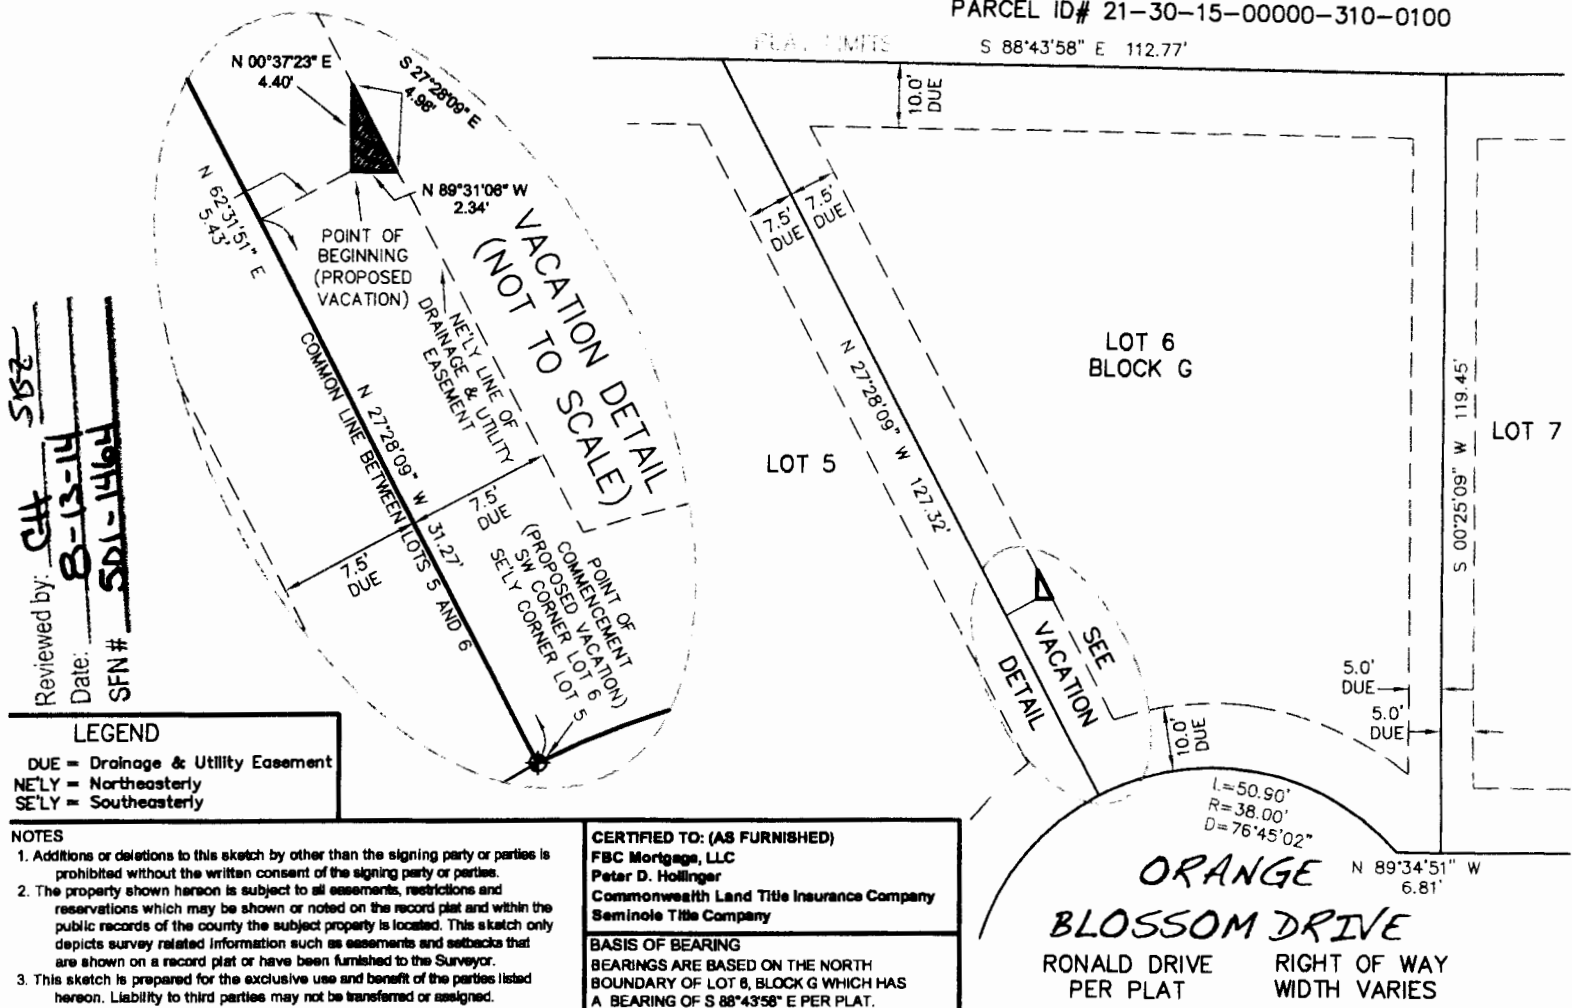 PARCEL ID# 21-30-15-00000-310-0100
PLAT LIMITS
S 88°43'58" E 112.77'
N 00°37'23" E
4.40'
S 27°28'09" E
4.98'
N 89°31'06" W
2.34'
N 62°31'51" E
5.43'
POINT OF
BEGINNING
(PROPOSED
VACATION)
NE'LY LINE OF
DRAINAGE & UTILITY
EASEMENT
VACATION DETAIL
(NOT TO SCALE)
N 27°28'09" W 31.27'
COMMON LINE BETWEEN LOTS 5 AND 6
7.5'
DUE
7.5'
DUE
POINT OF
COMMENCEMENT
(PROPOSED VACATION)
SW CORNER LOT 6
SE'LY CORNER LOT 5
Reviewed by: CH
Date: 8-13-14
SFN# 501-1464
10.0'
DUE
7.5'
DUE
7.5'
DUE
LOT 6
BLOCK G
LOT 5
LOT 7
N 27°28'09" W 127.32'
S 00°25'09" W 119.45'
SEE
VACATION
DETAIL
5.0'
DUE
5.0'
DUE
10.0'
DUE
L=50.90'
R=38.00'
D=76°45'02"
N 89°34'51" W
6.81'
ORANGE
BLOSSOM DRIVE
RONALD DRIVE
PER PLAT
RIGHT OF WAY
WIDTH VARIES
LEGEND
DUE = Drainage & Utility Easement
NE'LY = Northeasterly
SE'LY = Southeasterly
NOTES
1. Additions or deletions to this sketch by other than the signing party or parties is
prohibited without the written consent of the signing party or parties.
2. The property shown hereon is subject to all easements, restrictions and
reservations which may be shown or noted on the record plat and within the
public records of the county the subject property is located. This sketch only
depicts survey related information such as easements and setbacks that
are shown on a record plat or have been furnished to the Surveyor.
3. This sketch is prepared for the exclusive use and benefit of the parties listed
hereon. Liability to third parties may not be transferred or assigned.
CERTIFIED TO: (AS FURNISHED)
FBC Mortgage, LLC
Peter D. Hollinger
Commonwealth Land Title Insurance Company
Seminole Title Company
BASIS OF BEARING
BEARINGS ARE BASED ON THE NORTH
BOUNDARY OF LOT 6, BLOCK G WHICH HAS
A BEARING OF S 88°43'58" E PER PLAT.